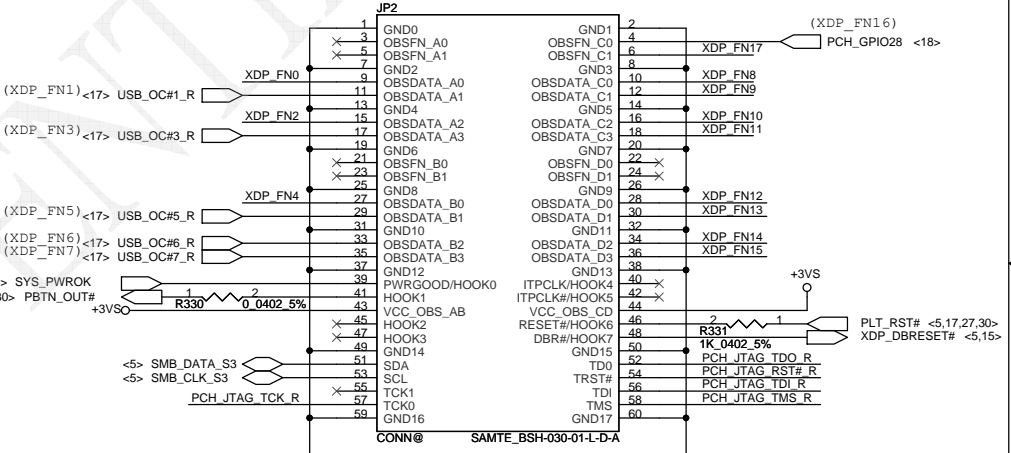 JP2
1 GND0 GND1 2
3 OBSFN_A0 OBSFN_C0 4 (XDP_FN16) PCH_GPIO28 <18>
5 OBSFN_A1 OBSFN_C1 6 XDP_FN17
7 GND2 GND3 8
XDP_FN0 9 OBSDATA_A0 OBSDATA_C0 10 XDP_FN8
(XDP_FN1) <17> USB_OC#1_R 11 OBSDATA_A1 OBSDATA_C1 12 XDP_FN9
13 GND4 GND5 14
XDP_FN2 15 OBSDATA_A2 OBSDATA_C2 16 XDP_FN10
(XDP_FN3) <17> USB_OC#3_R 17 OBSDATA_A3 OBSDATA_C3 18 XDP_FN11
19 GND6 GND7 20
21 OBSFN_B0 OBSFN_D0 22
23 OBSFN_B1 OBSFN_D1 24
25 GND8 GND9 26
XDP_FN4 27 OBSDATA_B0 OBSDATA_D0 28 XDP_FN12
(XDP_FN5) <17> USB_OC#5_R 29 OBSDATA_B1 OBSDATA_D1 30 XDP_FN13
31 GND10 GND11 32
(XDP_FN6) <17> USB_OC#6_R 33 OBSDATA_B2 OBSDATA_D2 34 XDP_FN14
(XDP_FN7) <17> USB_OC#7_R 35 OBSDATA_B3 OBSDATA_D3 36 XDP_FN15
37 GND12 GND13 38
> SYS_PWROK 39 PWRGOOD/HOOK0 ITPCLK/HOOK4 40 +3VS
0> PBTN_OUT# 1 R330 2 0_0402_5% 41 HOOK1 ITPCLK#/HOOK5 42
+3VS 43 VCC_OBS_AB VCC_OBS_CD 44
45 HOOK2 RESET#/HOOK6 46 2 R331 1 1K_0402_5% PLT_RST# <5,17,27,30>
47 HOOK3 DBR#/HOOK7 48 XDP_DBRESET# <5,15>
49 GND14 GND15 50
<5> SMB_DATA_S3 51 SDA TD0 52 PCH_JTAG_TDO_R
<5> SMB_CLK_S3 53 SCL TRST# 54 PCH_JTAG_RST#_R
55 TCK1 TDI 56 PCH_JTAG_TDI_R
PCH_JTAG_TCK_R 57 TCK0 TMS 58 PCH_JTAG_TMS_R
59 GND16 GND17 60
CONN@ SAMTE_BSH-030-01-L-D-A